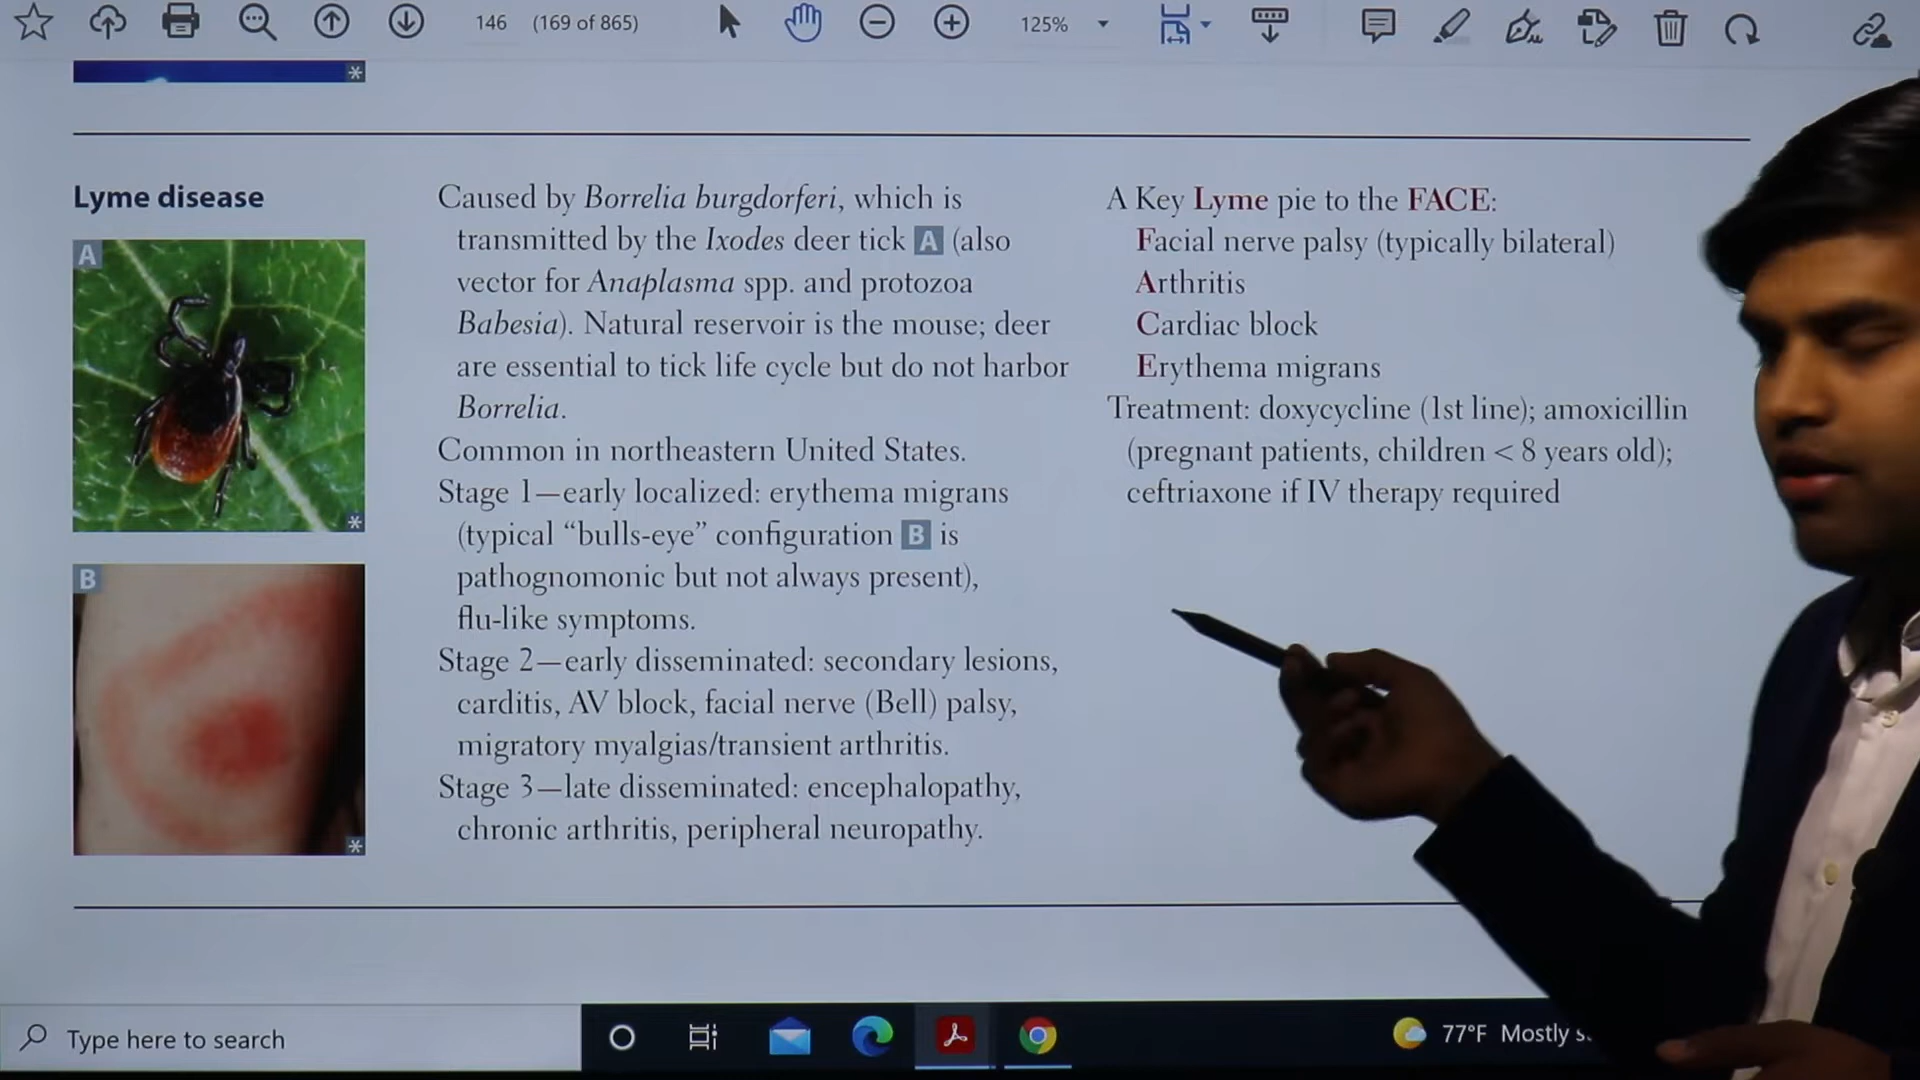 146 (169 of 865)
125%
Lyme disease
A
B
Caused by Borrelia burgdorferi, which is
transmitted by the Ixodes deer tick A (also
vector for Anaplasma spp. and protozoa
Babesia). Natural reservoir is the mouse; deer
are essential to tick life cycle but do not harbor
Borrelia.
Common in northeastern United States.
Stage 1—early localized: erythema migrans
(typical “bulls-eye” configuration B is
pathognomonic but not always present),
flu-like symptoms.
Stage 2—early disseminated: secondary lesions,
carditis, AV block, facial nerve (Bell) palsy,
migratory myalgias/transient arthritis.
Stage 3—late disseminated: encephalopathy,
chronic arthritis, peripheral neuropathy.
A Key Lyme pie to the FACE:
Facial nerve palsy (typically bilateral)
Arthritis
Cardiac block
Erythema migrans
Treatment: doxycycline (1st line); amoxicillin
(pregnant patients, children < 8 years old);
ceftriaxone if IV therapy required
Type here to search
77°F Mostly